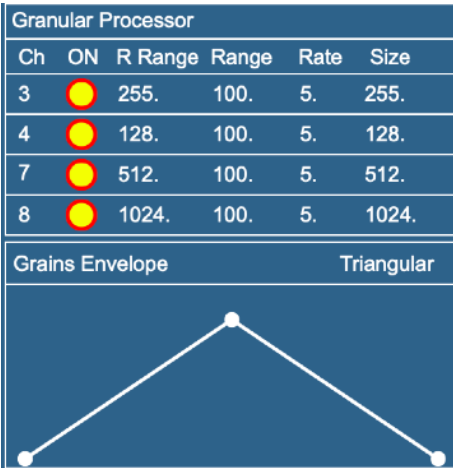 Granular Processor
Ch ON R Range Range Rate Size
3 255. 100. 5. 255.
4 128. 100. 5. 128.
7 512. 100. 5. 512.
8 1024. 100. 5. 1024.
Grains Envelope Triangular